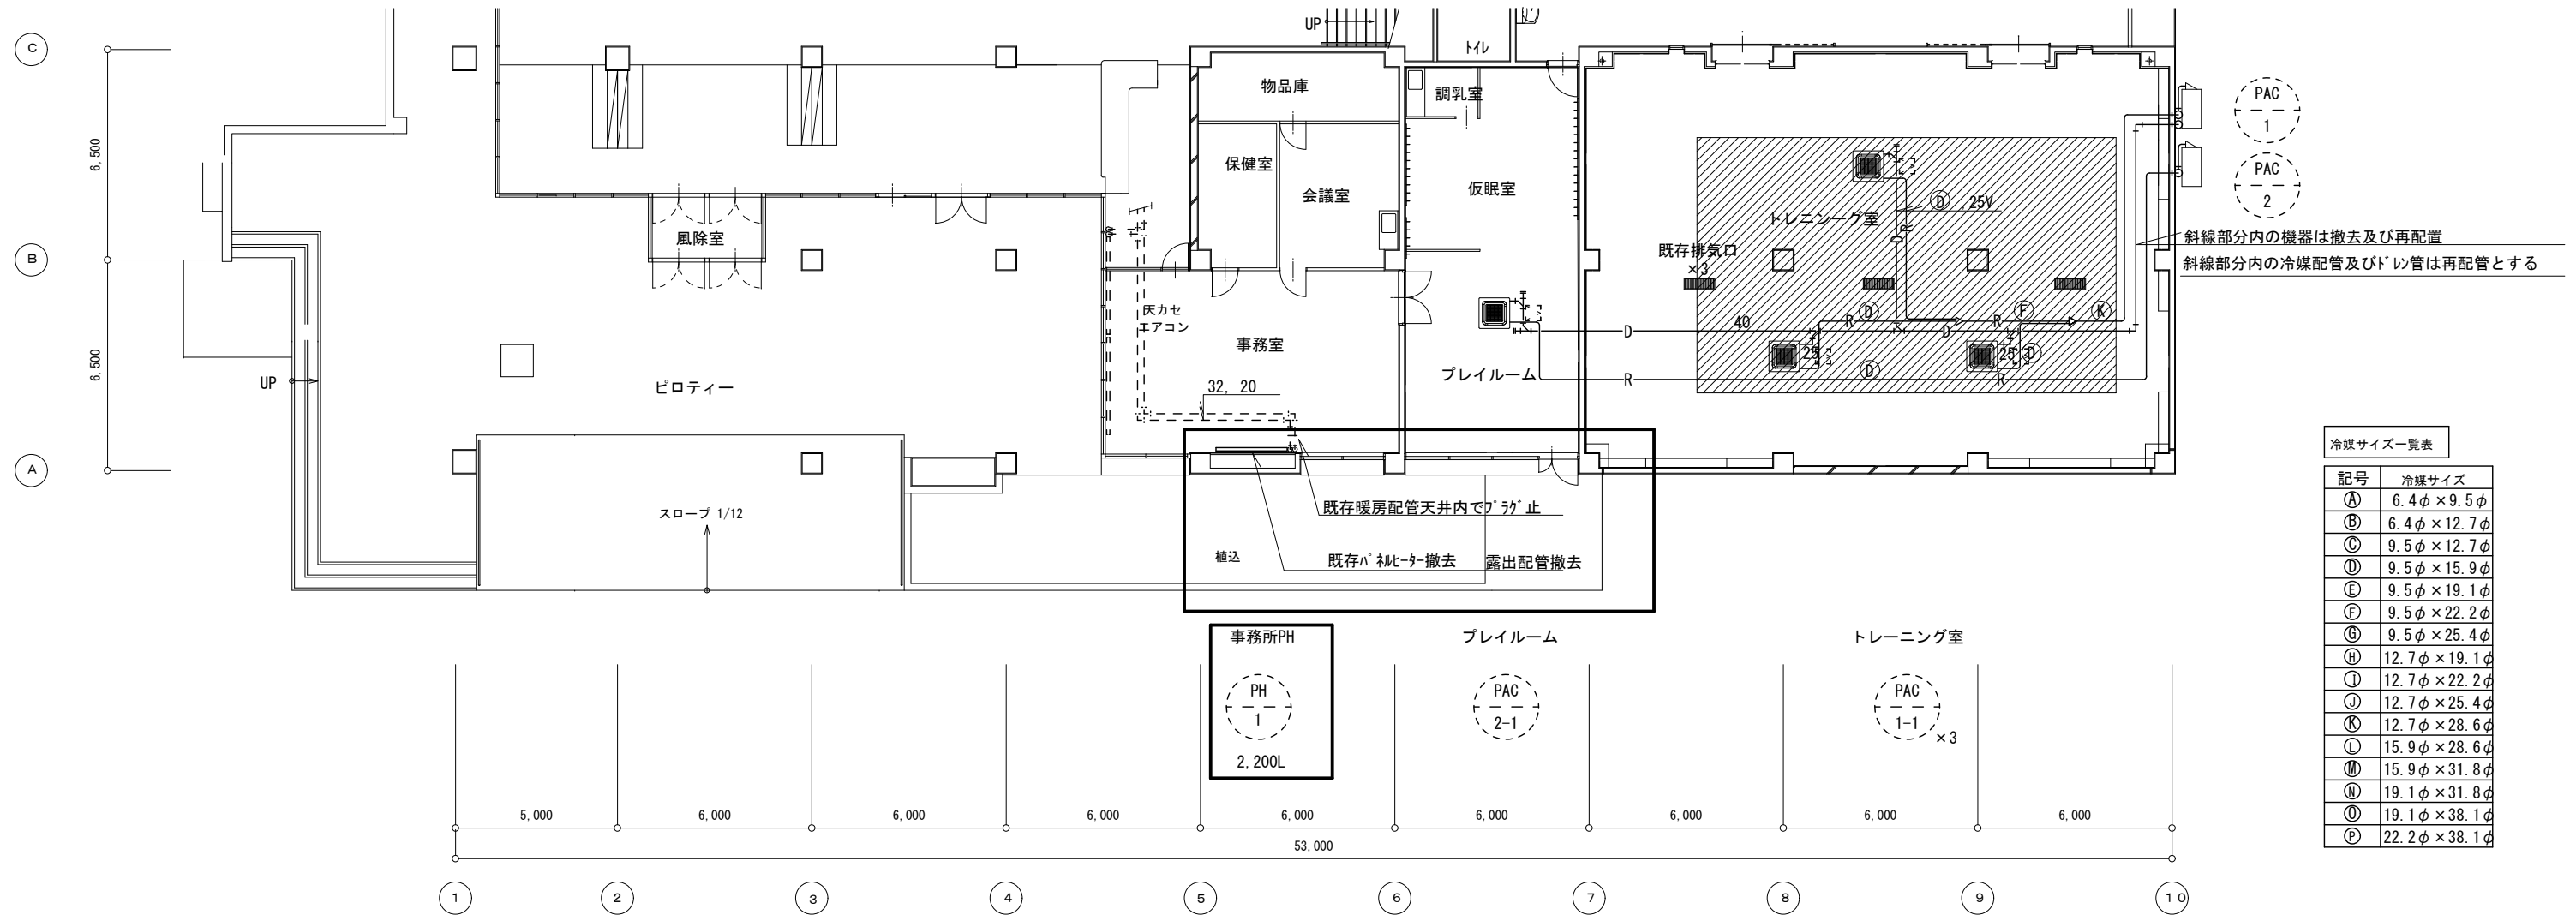 C
B
A
6,500
6,500
UP
UP
トイレ
物品庫
調乳室
保健室
会議室
仮眠室
風除室
天カセ
エアコン
事務室
ピロティー
プレイルーム
32, 20
スロープ 1/12
植込
既存暖房配管天井内でプラグ止
既存パネルヒーター撤去
露出配管撤去
トレニーング室
既存排気口
×3
D ,25V
R
D
40
R
D
D
R
F
K
25
25
D
D
R
R
PAC
1
PAC
2
斜線部分内の機器は撤去及び再配置
斜線部分内の冷媒配管及びドレン管は再配管とする
事務所PH
PH
1
2,200L
プレイルーム
PAC
2-1
トレーニング室
PAC
1-1
×3
冷媒サイズ一覧表
記号 冷媒サイズ
Ⓐ 6.4φ×9.5φ
Ⓑ 6.4φ×12.7φ
Ⓒ 9.5φ×12.7φ
Ⓓ 9.5φ×15.9φ
Ⓔ 9.5φ×19.1φ
Ⓕ 9.5φ×22.2φ
Ⓖ 9.5φ×25.4φ
Ⓗ 12.7φ×19.1φ
Ⓘ 12.7φ×22.2φ
Ⓙ 12.7φ×25.4φ
Ⓚ 12.7φ×28.6φ
Ⓛ 15.9φ×28.6φ
Ⓜ 15.9φ×31.8φ
Ⓝ 19.1φ×31.8φ
Ⓞ 19.1φ×38.1φ
Ⓟ 22.2φ×38.1φ
5,000 6,000 6,000 6,000 6,000 6,000 6,000 6,000 6,000
53,000
1 2 3 4 5 6 7 8 9 10